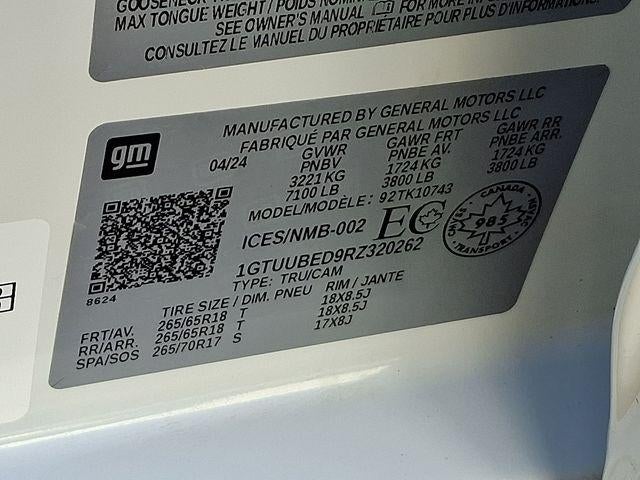 GOOSENECK
MAX TONGUE WEIGHT / POIDS
SEE OWNER'S MANUAL FOR MORE INFORMATION
CONSULTEZ LE MANUEL DU PROPRIETAIRE POUR PLUS D'INFORMATIONS
gm
MANUFACTURED BY GENERAL MOTORS LLC
FABRIQUÉ PAR GENERAL MOTORS LLC
04/24 GVWR GAWR FRT GAWR RR
PNBV PNBE AV. PNBE ARR.
3221 KG 1724 KG 1724 KG
7100 LB 3800 LB 3800 LB
MODEL/MODÈLE: 92TK10743
ICES/NMB-002 EC
CANADA
985
TRANSPORT
1GTUUBED9RZ320262
TYPE: TRU/CAM
8624
TIRE SIZE / DIM. PNEU RIM / JANTE
FRT/AV. 265/65R18 T 18X8.5J
RR/ARR. 265/65R18 T 18X8.5J
SPA/SOS 265/70R17 S 17X8J